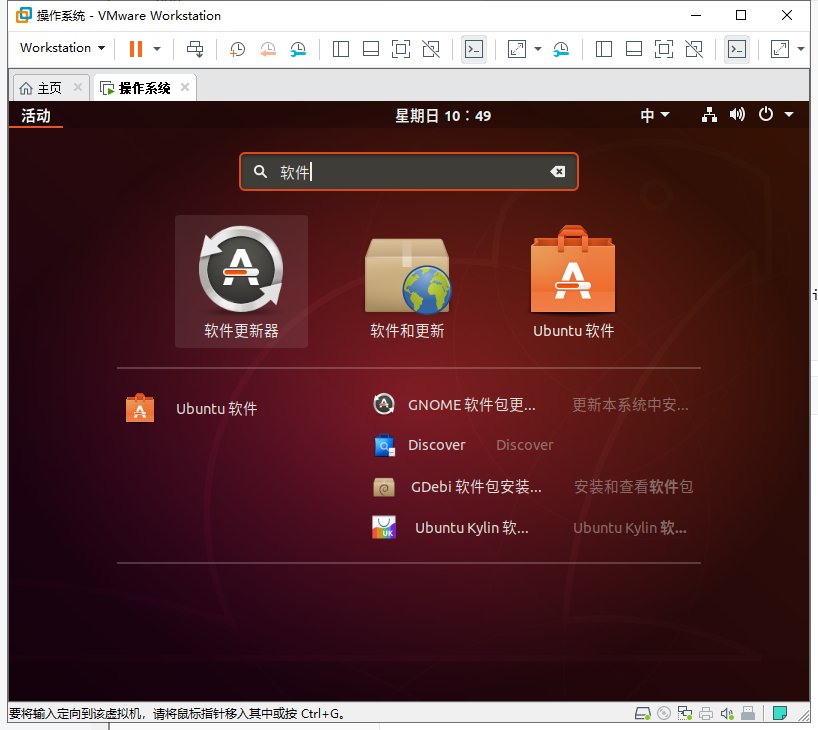 操作系统 - VMware Workstation
Workstation
主页
操作系统
活动
星期日 10：49
中
软件
软件更新器
软件和更新
Ubuntu 软件
Ubuntu 软件
GNOME 软件包更... 更新本系统中安...
Discover Discover
GDebi 软件包安装... 安装和查看软件包
Ubuntu Kylin 软... Ubuntu Kylin 软...
UK
要将输入定向到该虚拟机，请将鼠标指针移入其中或按 Ctrl+G。